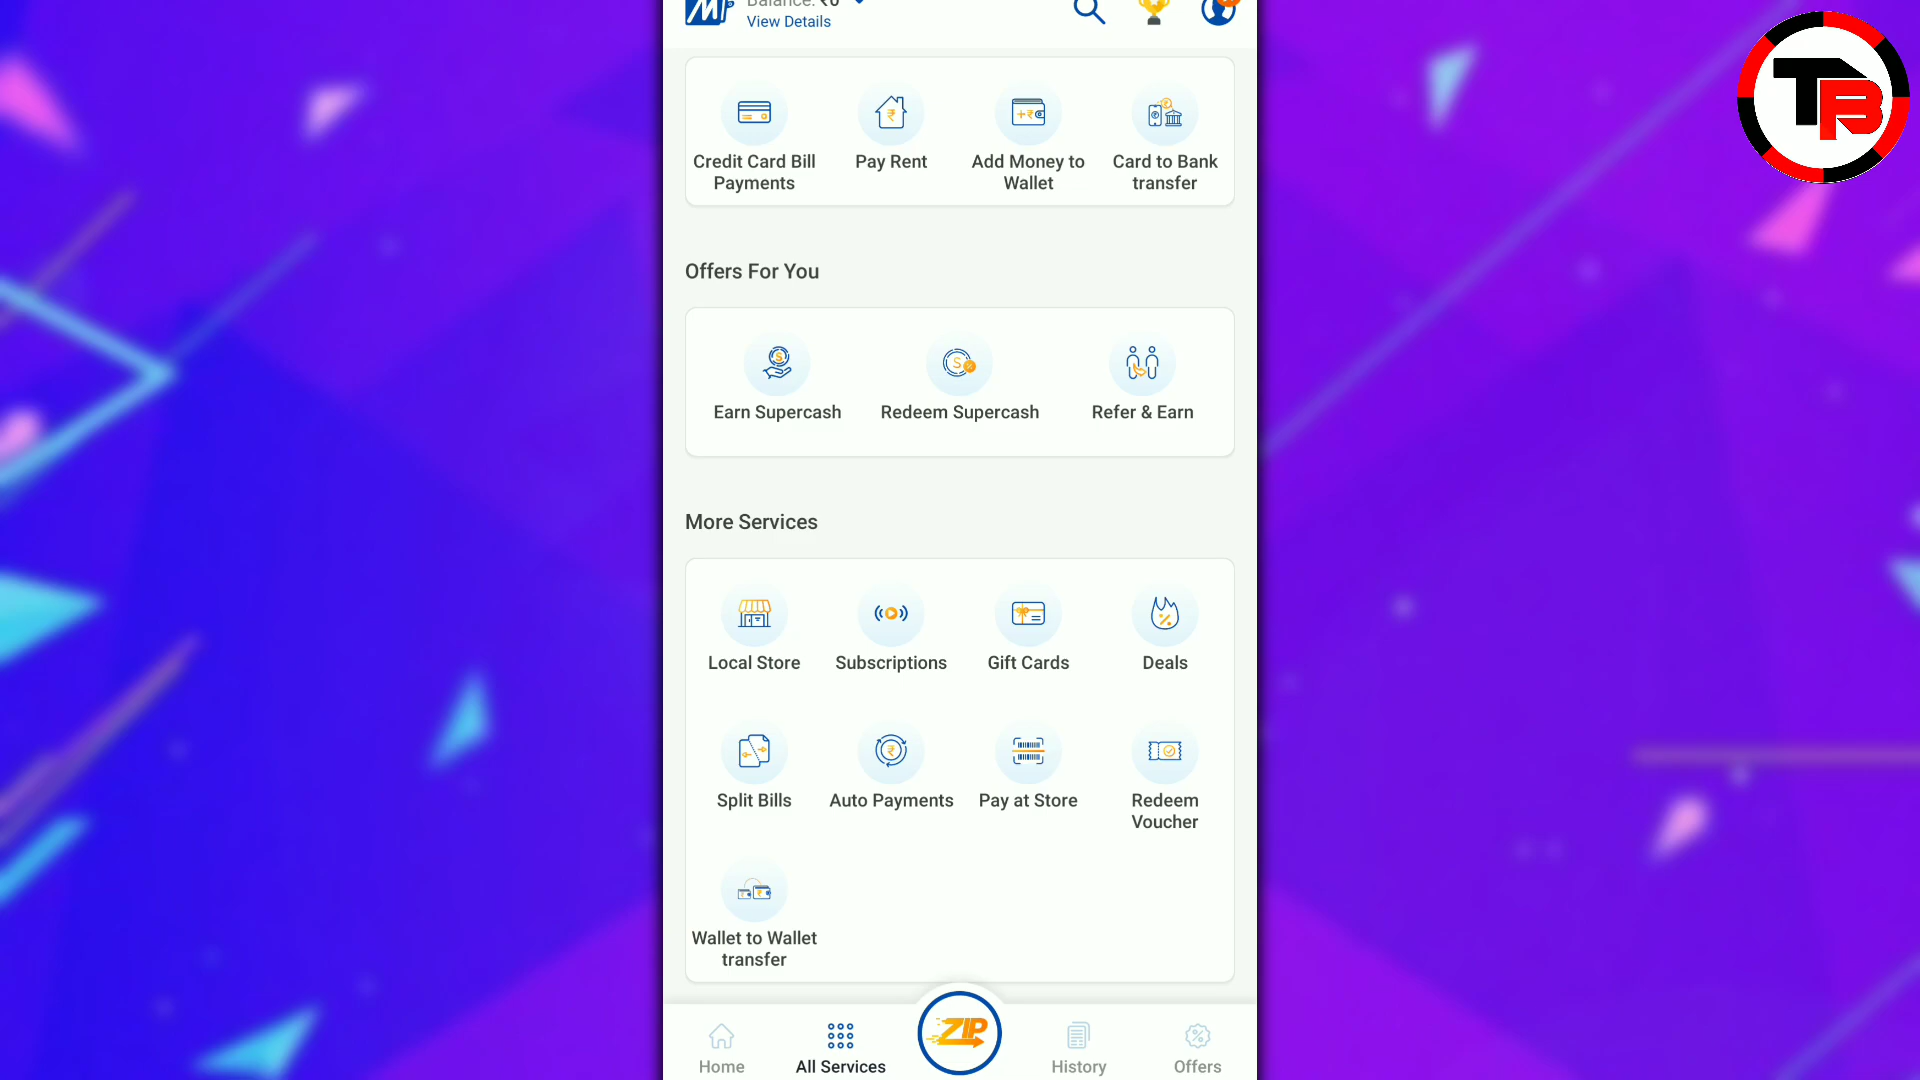 Balance: ₹0
View Details
TB
Credit Card Bill Payments
Pay Rent
Add Money to Wallet
Card to Bank transfer
Offers For You
Earn Supercash
Redeem Supercash
Refer & Earn
More Services
Local Store
Subscriptions
Gift Cards
Deals
Split Bills
Auto Payments
Pay at Store
Redeem Voucher
Wallet to Wallet transfer
ZIP
Home
All Services
History
Offers